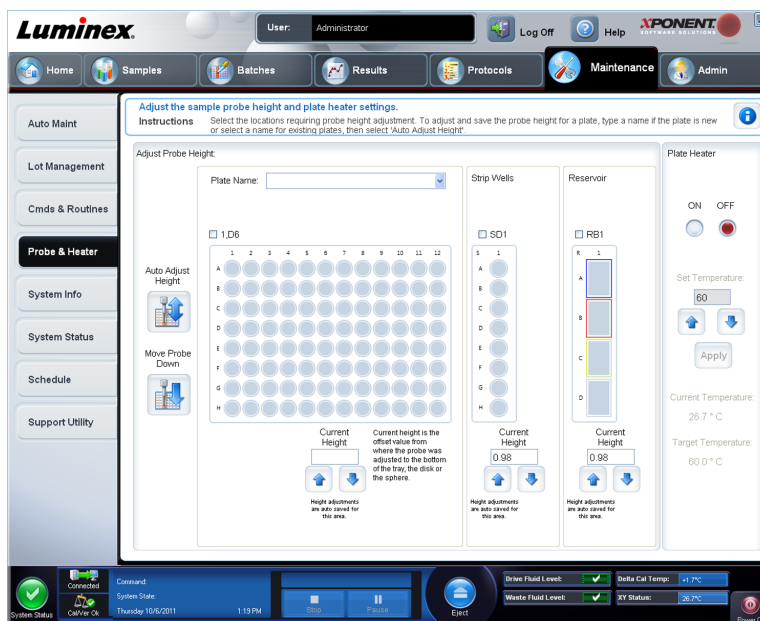 Luminex.
User: Administrator
Log Off
Help
XPONENT.
SOFTWARE SOLUTIONS
Home
Samples
Batches
Results
Protocols
Maintenance
Admin
Auto Maint
Lot Management
Cmds & Routines
Probe & Heater
System Info
System Status
Schedule
Support Utility
Adjust the sample probe height and plate heater settings.
Instructions
Select the locations requiring probe height adjustment. To adjust and save the probe height for a plate, type a name if the plate is new
or select a name for existing plates, then select 'Auto Adjust Height'.
Adjust Probe Height:
Auto Adjust
Height
Move Probe
Down
Plate Name:
1,D6
1 2 3 4 5 6 7 8 9 10 11 12
A
B
C
D
E
F
G
H
Current
Height
Current height is the
offset value from
where the probe was
adjusted to the bottom
of the tray, the disk or
the sphere.
Strip Wells
SD1
S 1
A
B
C
D
E
F
G
H
Current
Height
0.98
Height adjustments
are auto saved for
this area.
Reservoir
RB1
R 1
A
B
C
D
Current
Height
0.98
Height adjustments
are auto saved for
this area.
Height adjustments
are auto saved for
this area.
Plate Heater
ON OFF
Set Temperature:
60
Apply
Current Temperature:
26.7 ° C
Target Temperature:
60.0 ° C
System Status
Connected
Cal/Ver Ok
Command:
System State:
Thursday 10/6/2011 1:19 PM
Stop
Pause
Eject
Drive Fluid Level:
Waste Fluid Level:
Delta Cal Temp: +1.7°C
XY Status: 26.7°C